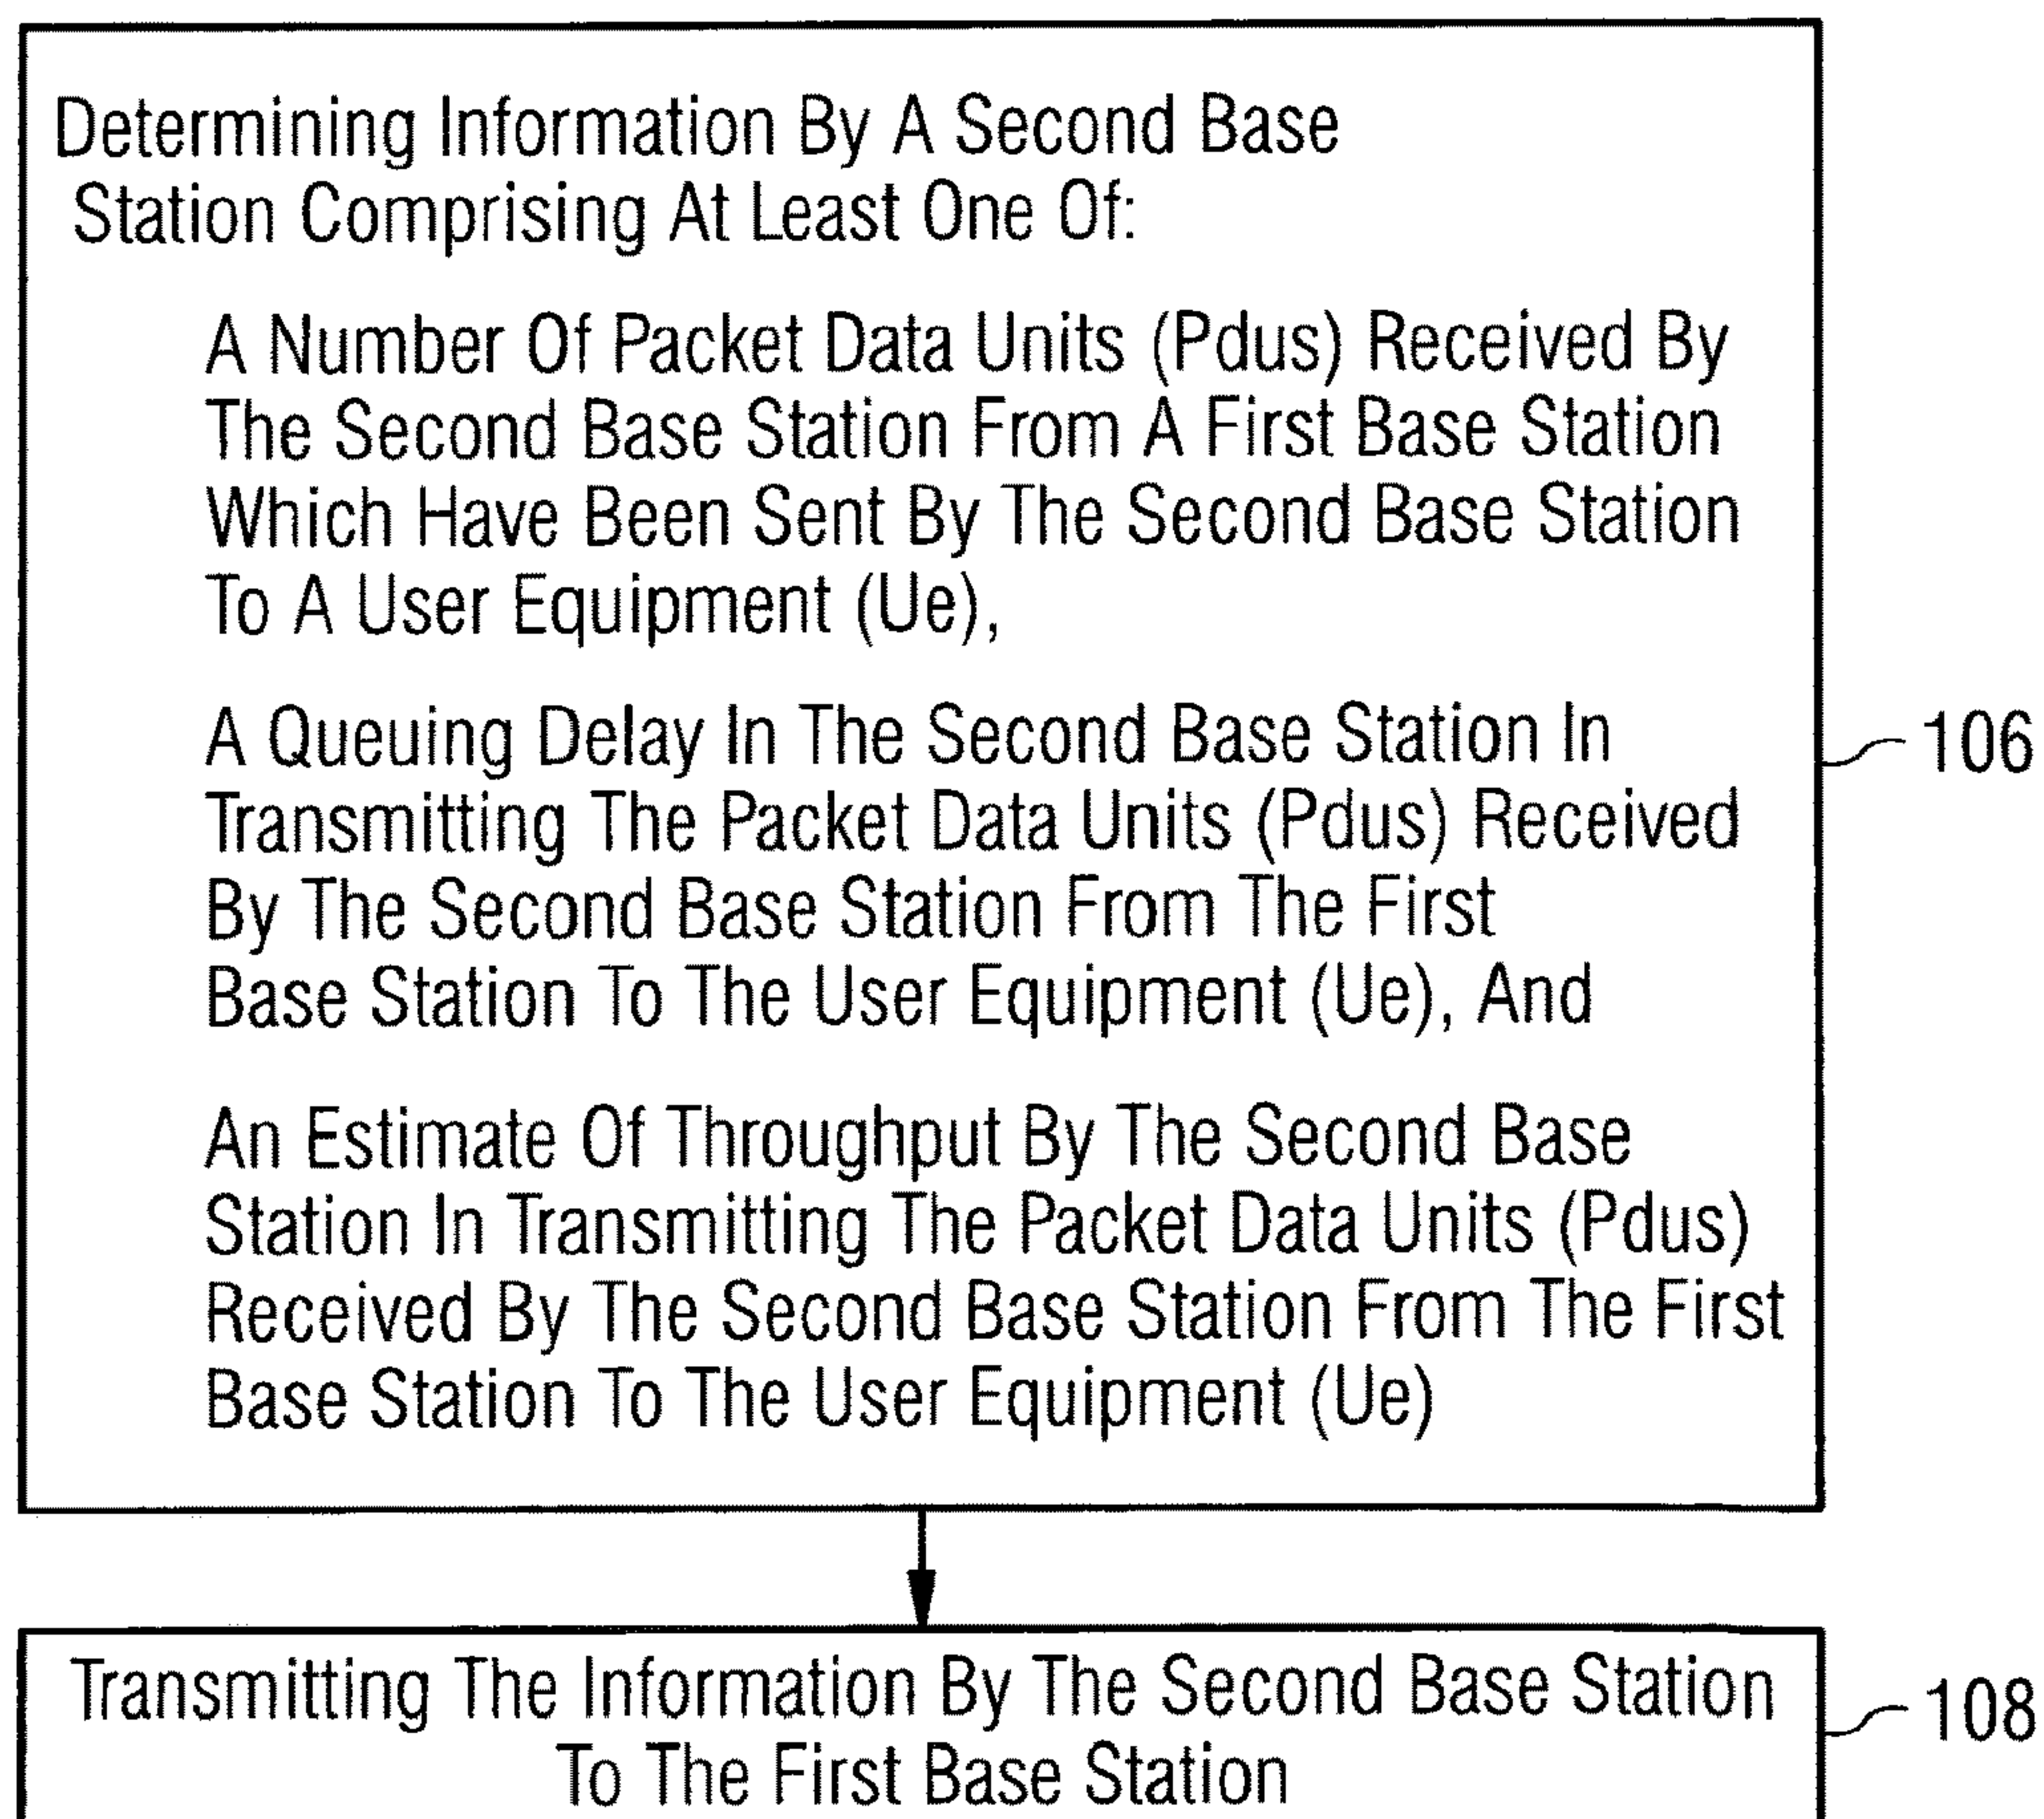 Determining Information By A Second Base
Station Comprising At Least One Of:
A Number Of Packet Data Units (Pdus) Received By
The Second Base Station From A First Base Station
Which Have Been Sent By The Second Base Station
To A User Equipment (Ue),
A Queuing Delay In The Second Base Station In
Transmitting The Packet Data Units (Pdus) Received
By The Second Base Station From The First
Base Station To The User Equipment (Ue), And
An Estimate Of Throughput By The Second Base
Station In Transmitting The Packet Data Units (Pdus)
Received By The Second Base Station From The First
Base Station To The User Equipment (Ue)
106
Transmitting The Information By The Second Base Station
To The First Base Station
108